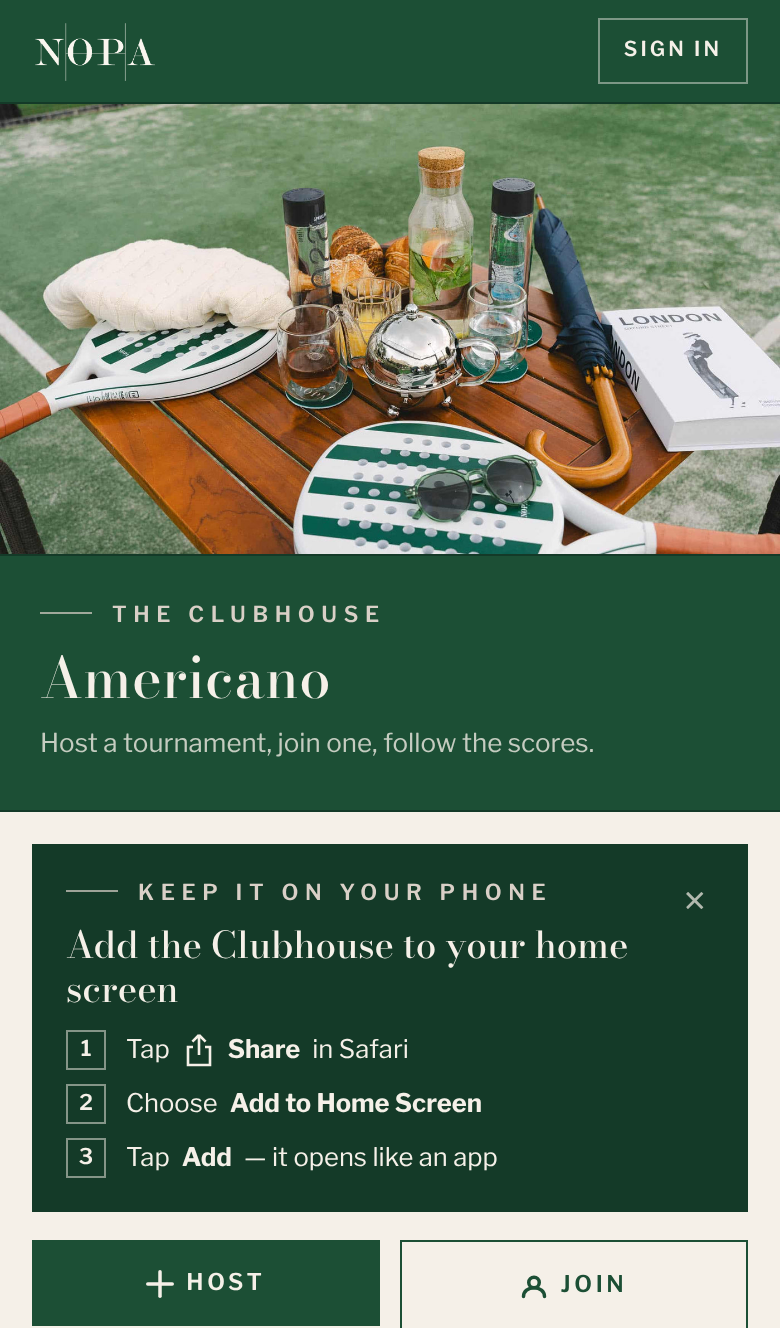 NOPA
SIGN IN
LONDON
OXFORD STREET
THE CLUBHOUSE
Americano
Host a tournament, join one, follow the scores.
KEEP IT ON YOUR PHONE
Add the Clubhouse to your home
screen
1 Tap Share in Safari
2 Choose Add to Home Screen
3 Tap Add — it opens like an app
HOST
JOIN